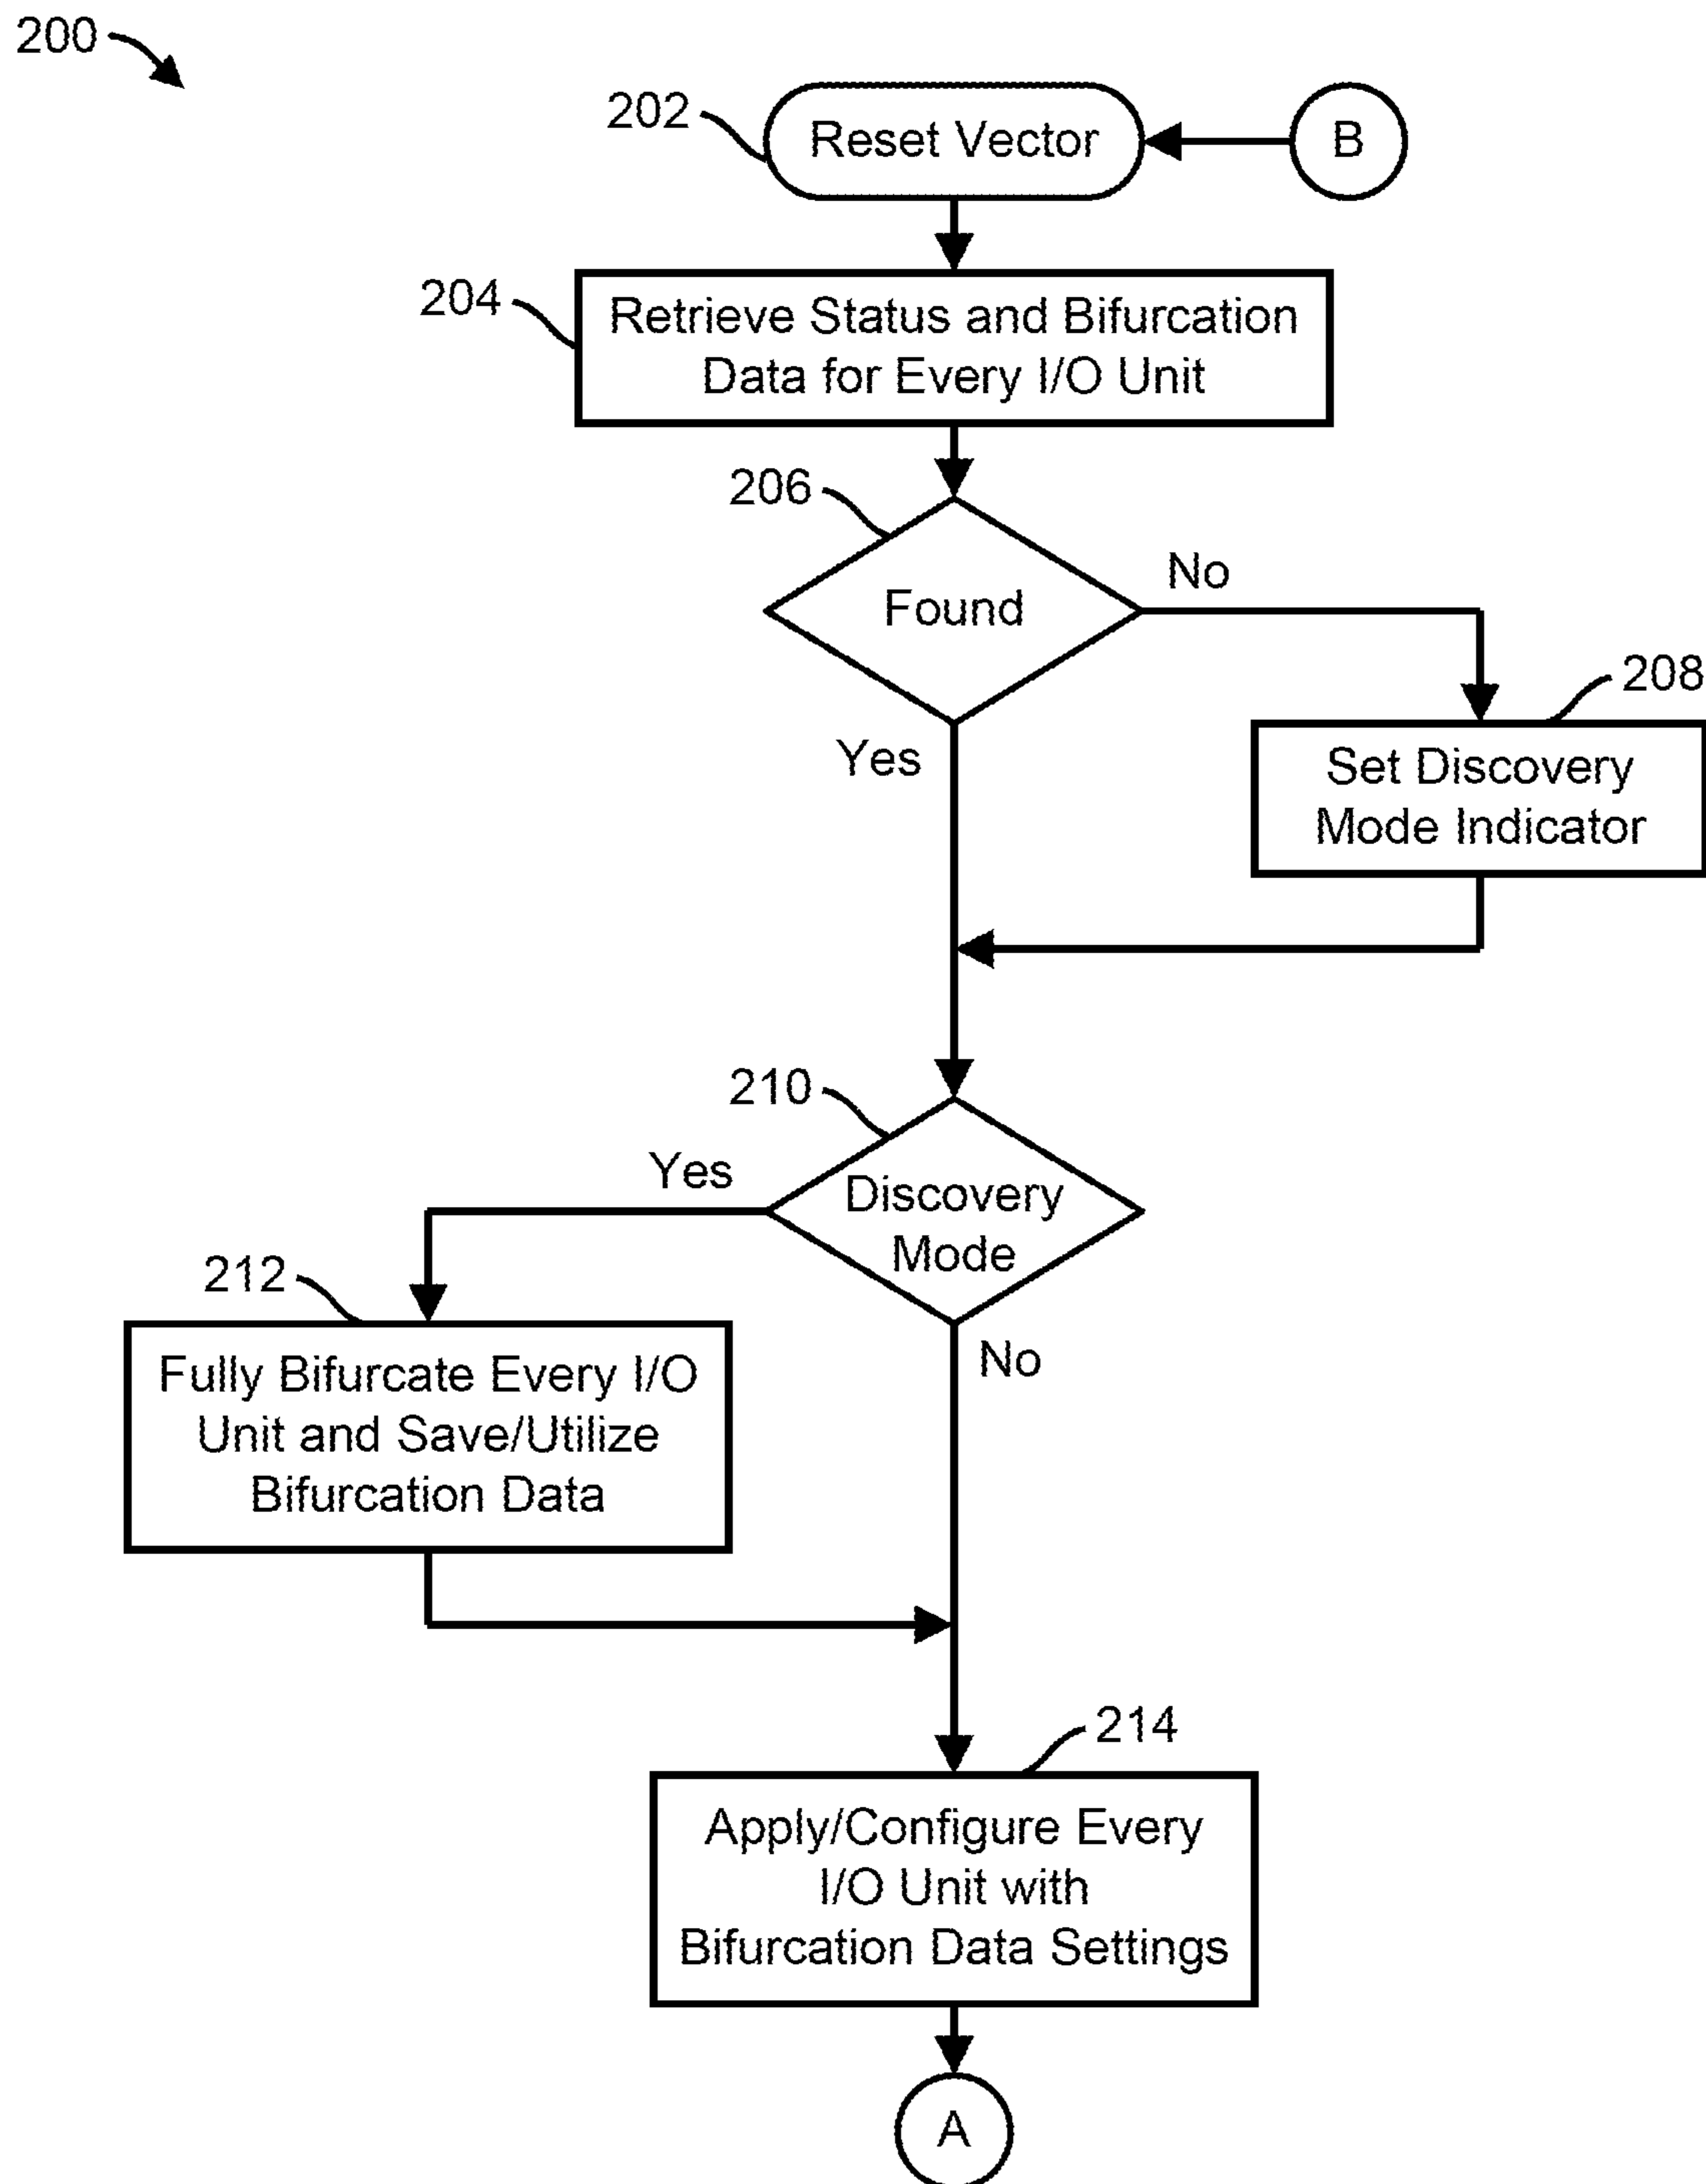 200
202
Reset Vector
B
204
Retrieve Status and Bifurcation
Data for Every I/O Unit
206
Found
No
Yes
208
Set Discovery
Mode Indicator
210
Yes
Discovery
Mode
No
212
Fully Bifurcate Every I/O
Unit and Save/Utilize
Bifurcation Data
214
Apply/Configure Every
I/O Unit with
Bifurcation Data Settings
A